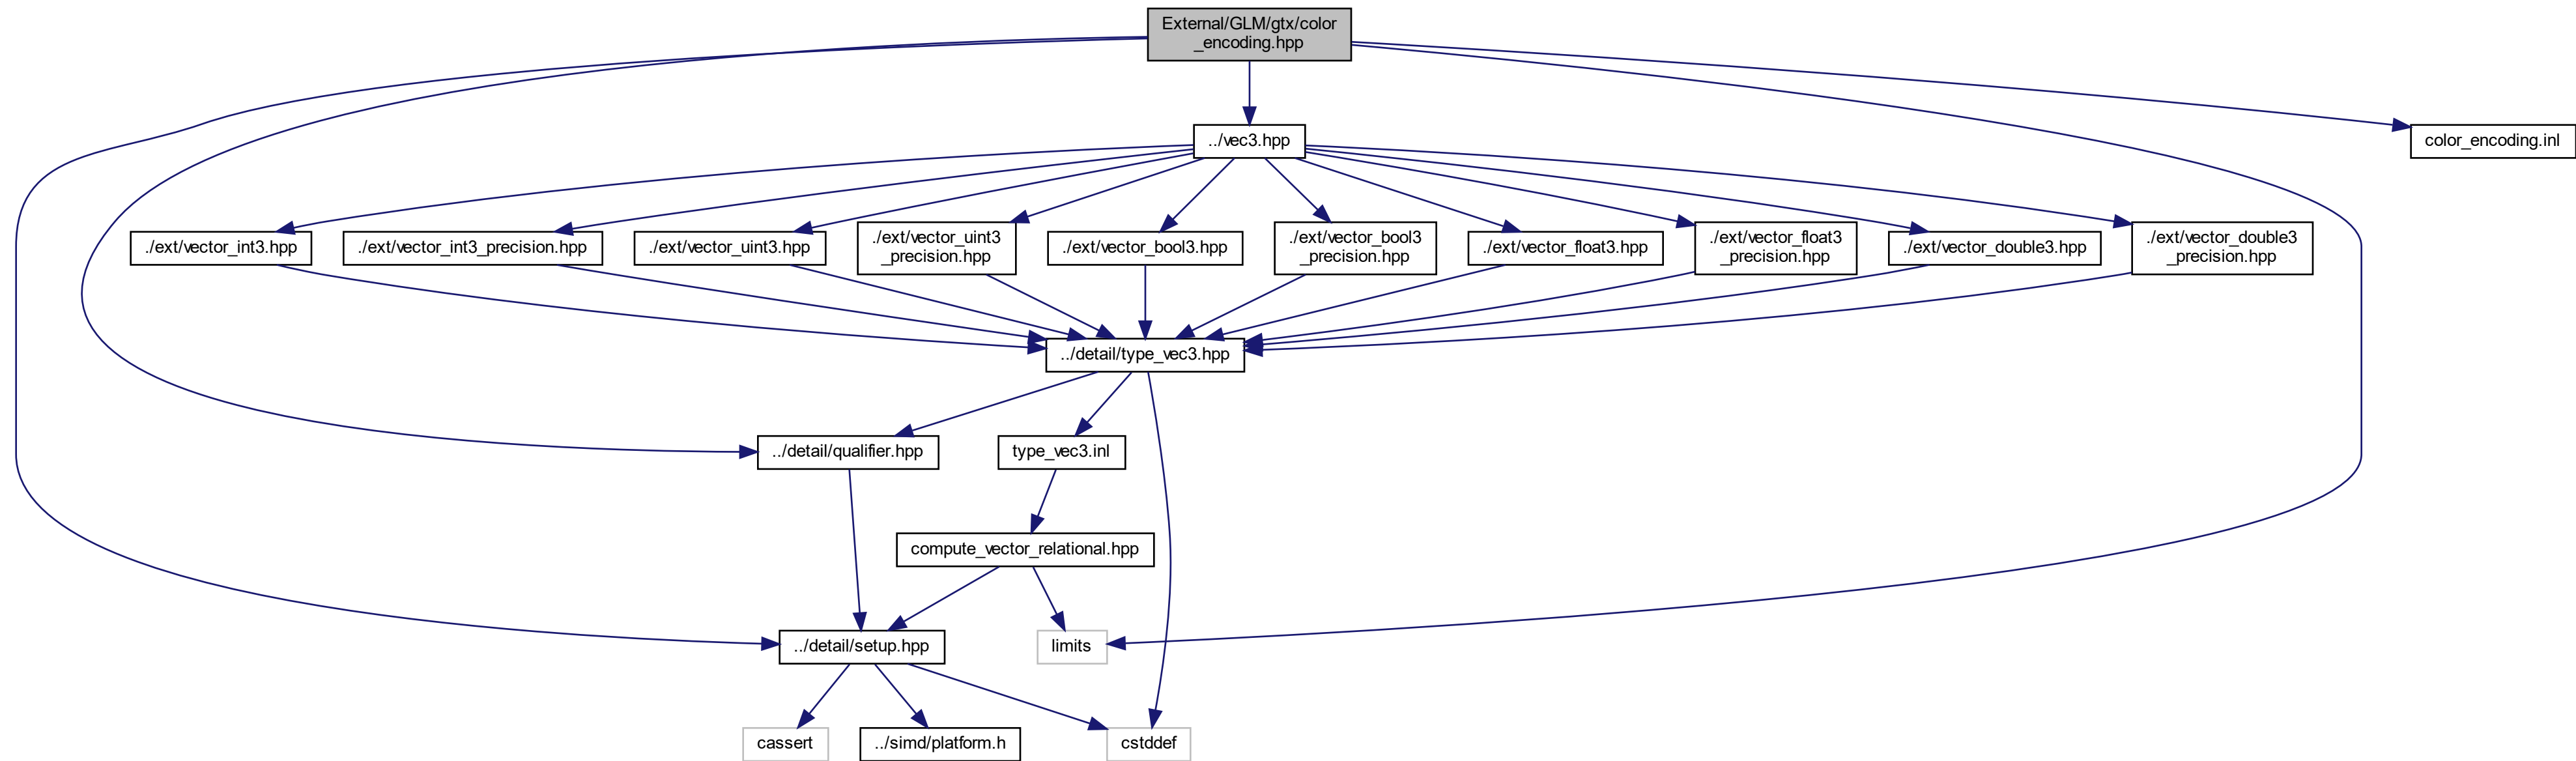 External/GLM/gtx/color
_encoding.hpp
../vec3.hpp
color_encoding.inl
./ext/vector_int3.hpp
./ext/vector_int3_precision.hpp
./ext/vector_uint3.hpp
./ext/vector_uint3
_precision.hpp
./ext/vector_bool3.hpp
./ext/vector_bool3
_precision.hpp
./ext/vector_float3.hpp
./ext/vector_float3
_precision.hpp
./ext/vector_double3.hpp
./ext/vector_double3
_precision.hpp
../detail/type_vec3.hpp
../detail/qualifier.hpp
type_vec3.inl
compute_vector_relational.hpp
../detail/setup.hpp
limits
cassert
../simd/platform.h
cstddef